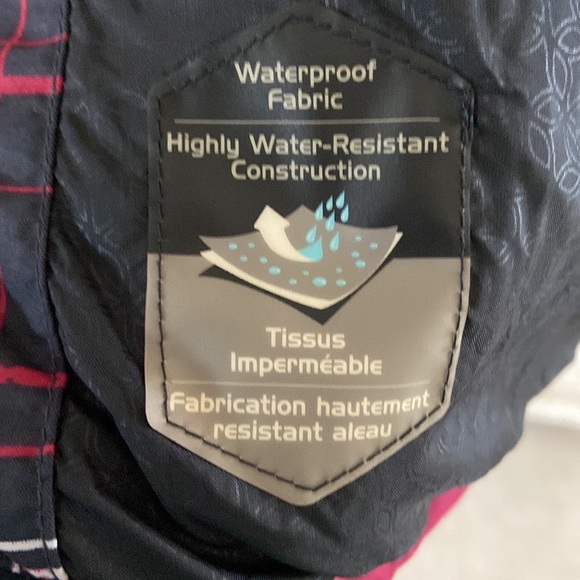 Waterproof
Fabric
Highly Water-Resistant
Construction
Tissus
Imperméable
Fabrication hautement
resistant aleau